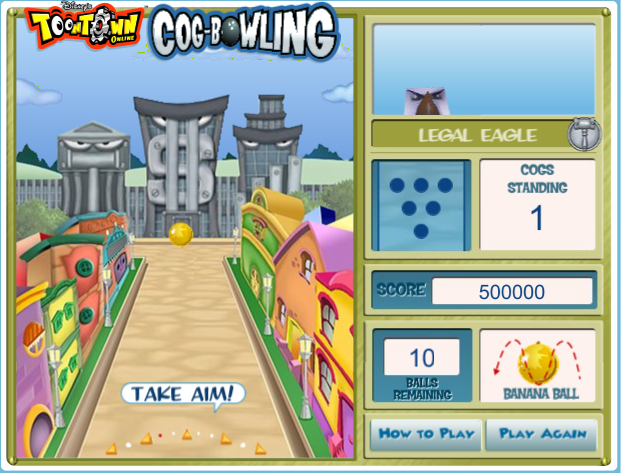 Disney's
TOONTOWN
ONLINE
COG-BOWLING
LEGAL EAGLE
COGS
STANDING
1
SCORE 500000
10
BALLS
REMAINING
BANANA BALL
TAKE AIM!
HOW TO PLAY
PLAY AGAIN